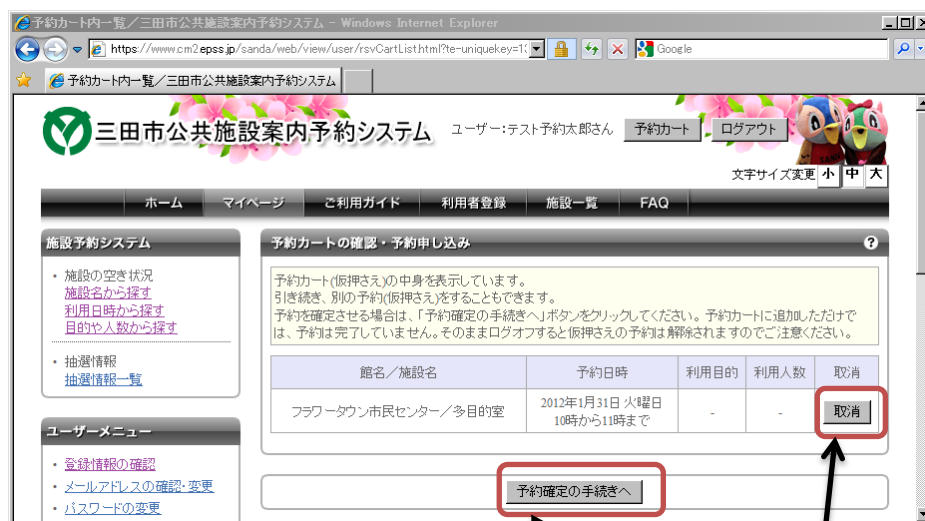 予約カート内一覧／三田市公共施設案内予約システム - Windows Internet Explorer
https://www.cm2.epss.jp/sanda/web/view/user/rsvCartList.html?te-uniquekey=1
Google
予約カート内一覧／三田市公共施設案内予約システム
三田市公共施設案内予約システム
ユーザー:テスト予約太郎さん 予約カート ログアウト
文字サイズ変更 小 中 大
ホーム マイページ ご利用ガイド 利用者登録 施設一覧 FAQ
施設予約システム
・ 施設の空き状況
施設名から探す
利用日時から探す
目的や人数から探す
・ 抽選情報
抽選情報一覧
ユーザーメニュー
・ 登録情報の確認
・ メールアドレスの確認・変更
・ パスワードの変更
予約カートの確認・予約申し込み ?
予約カート(仮押さえ)の中身を表示しています。
引き続き、別の予約(仮押さえ)をすることもできます。
予約を確定させる場合は、「予約確定の手続きへ」ボタンをクリックしてください。予約カートに追加しただけで
は、予約は完了していません。そのままログオフすると仮押さえの予約は解除されますのでご注意ください。
館名／施設名 予約日時 利用目的 利用人数 取消
フラワータウン市民センター／多目的室 2012年1月31日 火曜日 - - 取消
10時から11時まで
予約確定の手続きへ